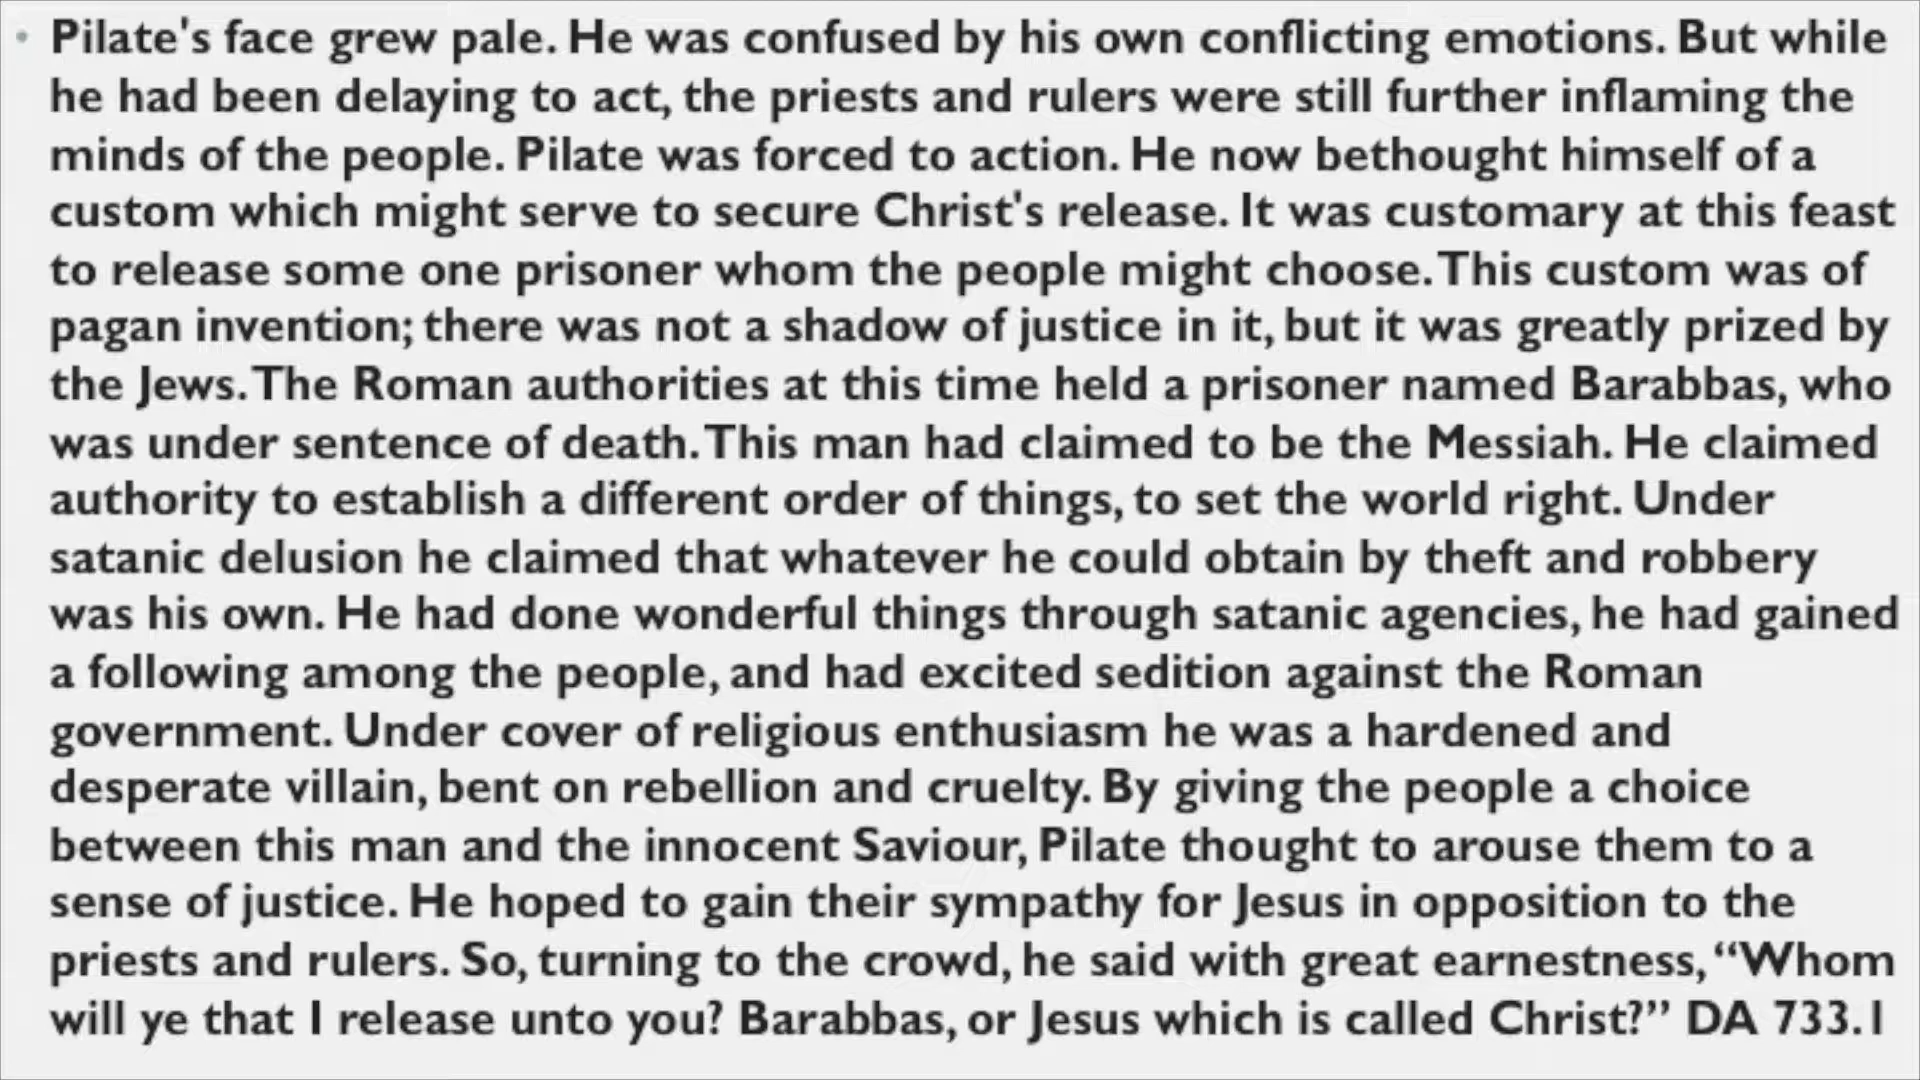 • Pilate's face grew pale. He was confused by his own conflicting emotions. But while
he had been delaying to act, the priests and rulers were still further inflaming the
minds of the people. Pilate was forced to action. He now bethought himself of a
custom which might serve to secure Christ's release. It was customary at this feast
to release some one prisoner whom the people might choose. This custom was of
pagan invention; there was not a shadow of justice in it, but it was greatly prized by
the Jews. The Roman authorities at this time held a prisoner named Barabbas, who
was under sentence of death. This man had claimed to be the Messiah. He claimed
authority to establish a different order of things, to set the world right. Under
satanic delusion he claimed that whatever he could obtain by theft and robbery
was his own. He had done wonderful things through satanic agencies, he had gained
a following among the people, and had excited sedition against the Roman
government. Under cover of religious enthusiasm he was a hardened and
desperate villain, bent on rebellion and cruelty. By giving the people a choice
between this man and the innocent Saviour, Pilate thought to arouse them to a
sense of justice. He hoped to gain their sympathy for Jesus in opposition to the
priests and rulers. So, turning to the crowd, he said with great earnestness, “Whom
will ye that I release unto you? Barabbas, or Jesus which is called Christ?” DA 733.1